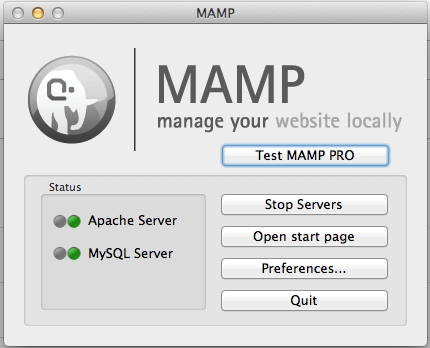 MAMP
MAMP
manage your website locally
Test MAMP PRO
Status
Apache Server
MySQL Server
Stop Servers
Open start page
Preferences...
Quit